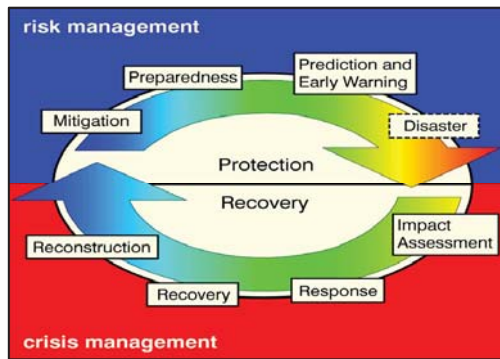 risk management
Preparedness
Prediction and
Early Warning
Mitigation
Disaster
Protection
Recovery
Reconstruction
Impact
Assessment
Recovery
Response
crisis management